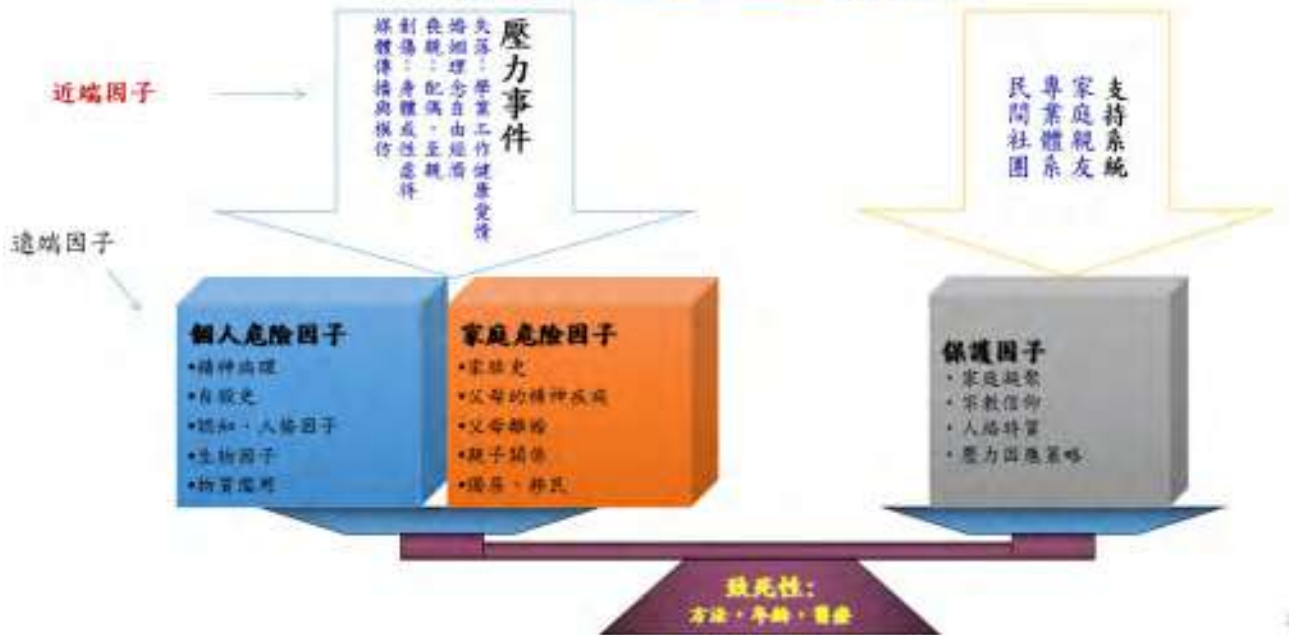 近端因子
壓力事件
失落：學業工作健康愛情
婚姻理念自由經濟
喪親：配偶、至親
創傷：身體或性虐待
媒體傳播與模仿
支持系統
家庭親友
專業體系
民間社團
遠端因子
個人危險因子
•精神病理
•自殺史
•認知、人格因子
•生物因子
•物質濫用
家庭危險因子
•家族史
•父母的精神疾病
•父母離婚
•親子關係
•獨居、移民
保護因子
• 家庭凝聚
• 宗教信仰
• 人格特質
• 壓力因應策略
致死性:
方法、年齡、醫療